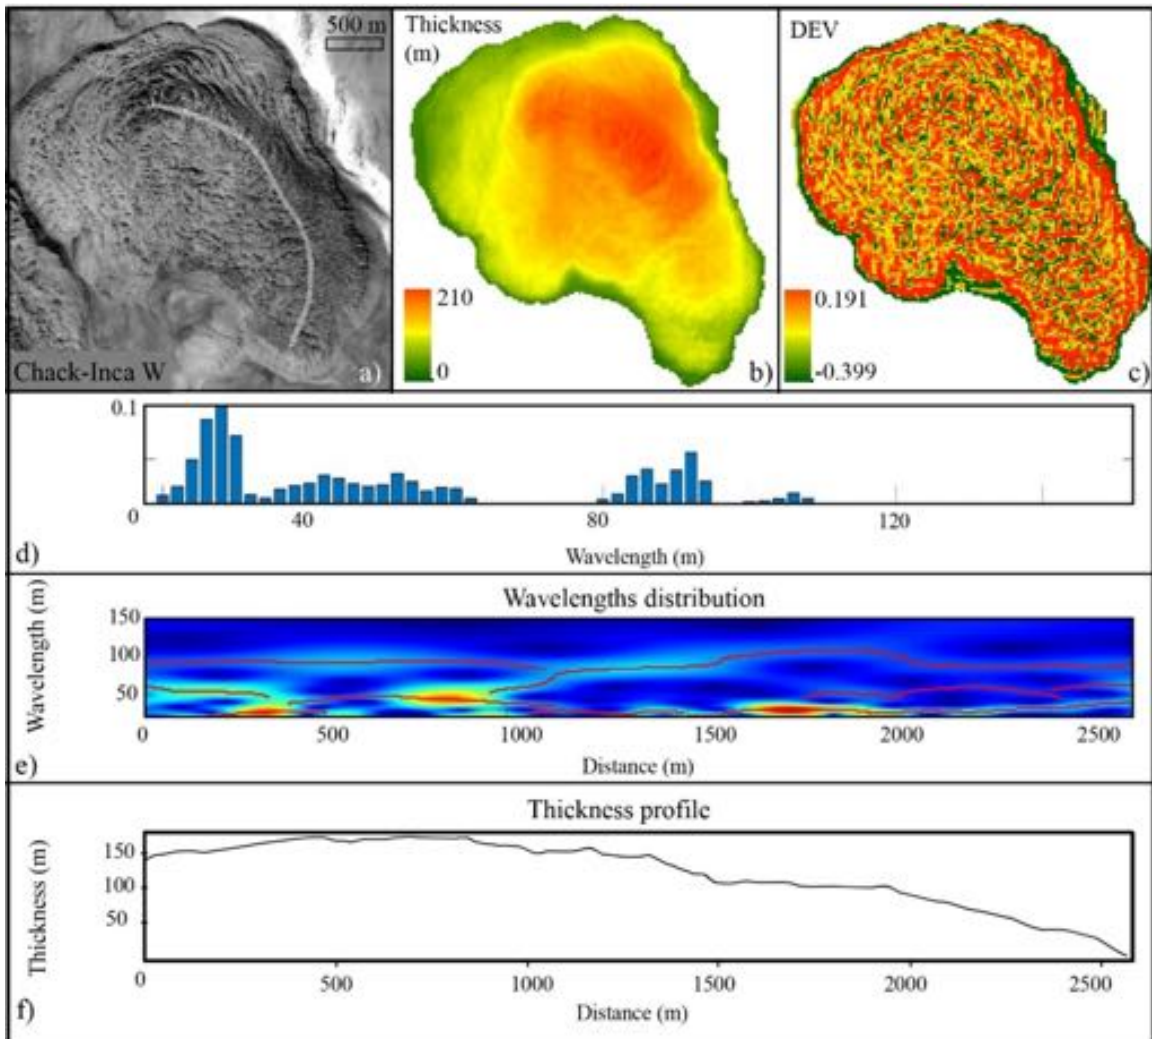 500 m
Chack-Inca W
a)
Thickness
(m)
210
0
b)
DEV
0.191
-0.399
c)
0.1
0
40
80
120
Wavelength (m)
d)
Wavelengths distribution
Wavelength (m)
150
100
50
0
500
1000
1500
2000
2500
Distance (m)
e)
Thickness profile
Thickness (m)
150
100
50
0
500
1000
1500
2000
2500
Distance (m)
f)